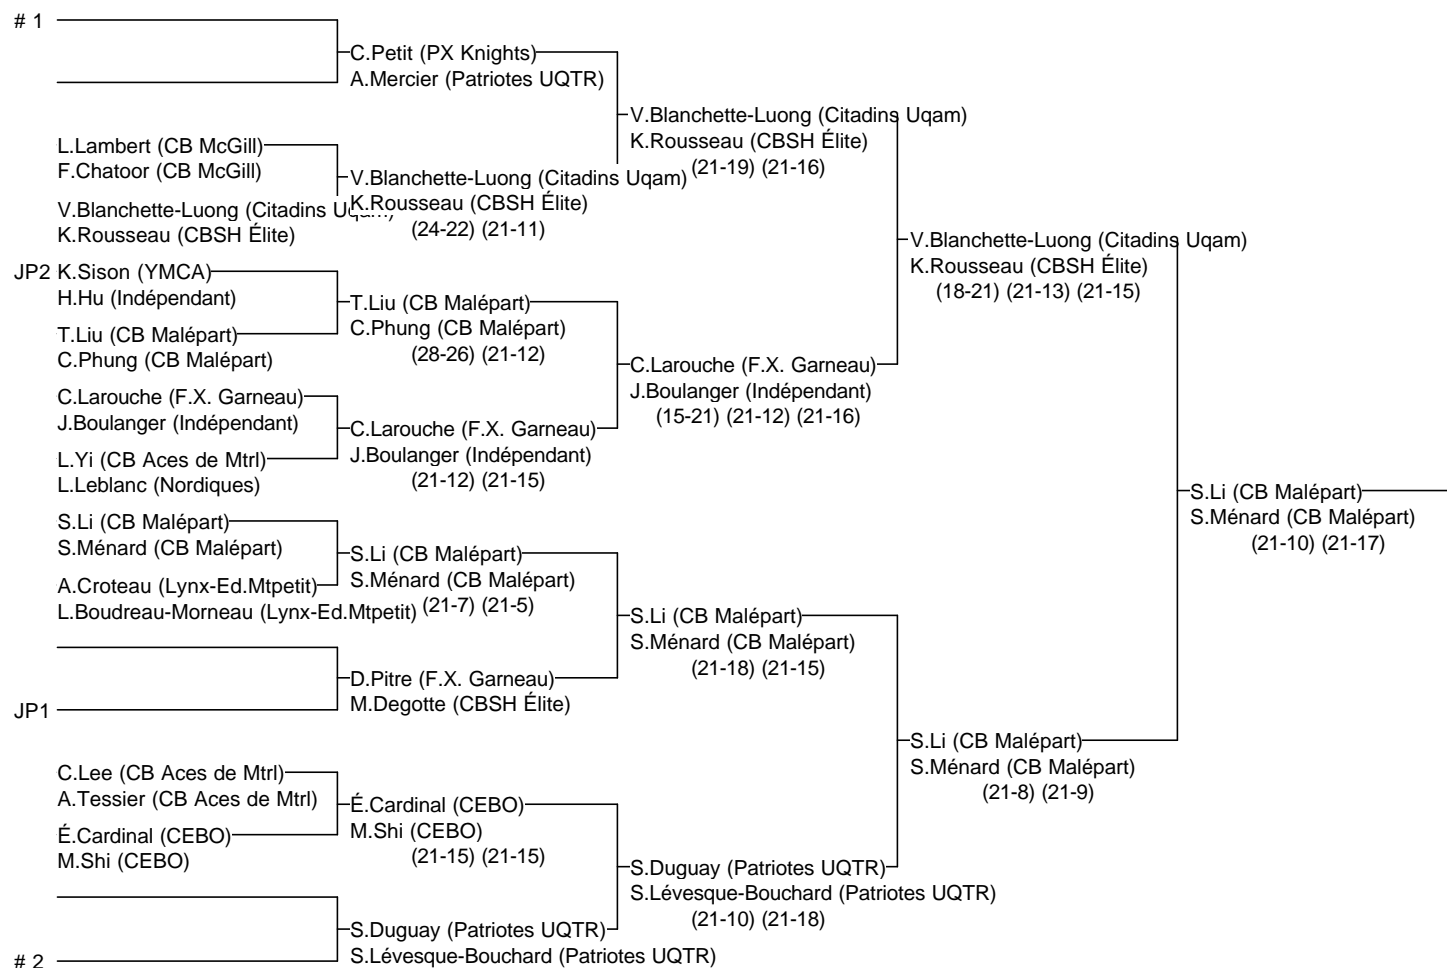 # 1
C.Petit (PX Knights)
A.Mercier (Patriotes UQTR)
V.Blanchette-Luong (Citadins Uqam)
K.Rousseau (CBSH Élite)
(21-19) (21-16)
L.Lambert (CB McGill)
F.Chatoor (CB McGill)
V.Blanchette-Luong (Citadins Uqam)
K.Rousseau (CBSH Élite)
(24-22) (21-11)
V.Blanchette-Luong (Citadins Uqam)
K.Rousseau (CBSH Élite)
V.Blanchette-Luong (Citadins Uqam)
K.Rousseau (CBSH Élite)
(18-21) (21-13) (21-15)
JP2 K.Sison (YMCA)
H.Hu (Indépendant)
T.Liu (CB Malépart)
C.Phung (CB Malépart)
(28-26) (21-12)
T.Liu (CB Malépart)
C.Phung (CB Malépart)
C.Larouche (F.X. Garneau)
J.Boulanger (Indépendant)
(15-21) (21-12) (21-16)
C.Larouche (F.X. Garneau)
J.Boulanger (Indépendant)
C.Larouche (F.X. Garneau)
J.Boulanger (Indépendant)
(21-12) (21-15)
L.Yi (CB Aces de Mtrl)
L.Leblanc (Nordiques)
S.Li (CB Malépart)
S.Ménard (CB Malépart)
(21-10) (21-17)
S.Li (CB Malépart)
S.Ménard (CB Malépart)
S.Li (CB Malépart)
S.Ménard (CB Malépart)
(21-7) (21-5)
A.Croteau (Lynx-Ed.Mtpetit)
L.Boudreau-Morneau (Lynx-Ed.Mtpetit)
S.Li (CB Malépart)
S.Ménard (CB Malépart)
(21-18) (21-15)
D.Pitre (F.X. Garneau)
M.Degotte (CBSH Élite)
JP1
S.Li (CB Malépart)
S.Ménard (CB Malépart)
(21-8) (21-9)
C.Lee (CB Aces de Mtrl)
A.Tessier (CB Aces de Mtrl)
É.Cardinal (CEBO)
M.Shi (CEBO)
(21-15) (21-15)
É.Cardinal (CEBO)
M.Shi (CEBO)
S.Duguay (Patriotes UQTR)
S.Lévesque-Bouchard (Patriotes UQTR)
(21-10) (21-18)
S.Duguay (Patriotes UQTR)
S.Lévesque-Bouchard (Patriotes UQTR)
# 2